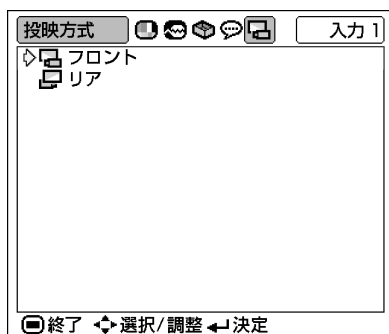 投映方式 入力 1
フロント
リア
終了 選択/調整 決定